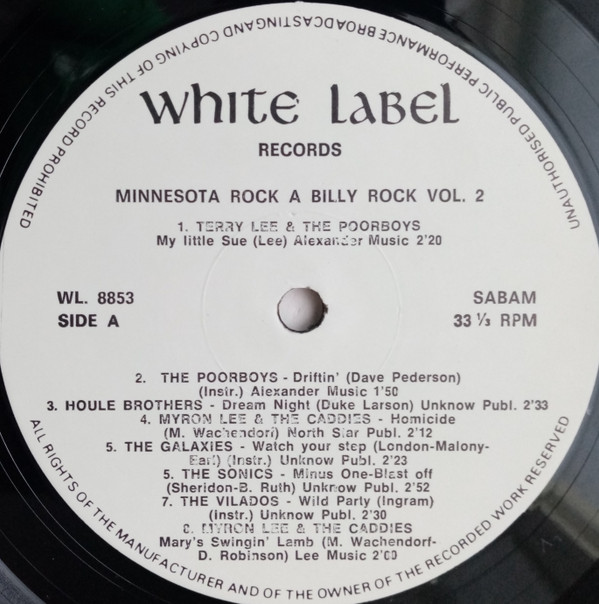 UNAUTHORISED PUBLIC PERFORMANCE BROADCASTING AND COPYING OF THIS RECORD PROHIBITED
White Label
RECORDS
MINNESOTA ROCK A BILLY ROCK VOL. 2
1. TERRY LEE & THE POORBOYS
My little Sue (Lee) Alexander Music 2'20
WL. 8853
SIDE A
SABAM
33 ⅓ RPM
2. THE POORBOYS - Driftin' (Dave Pederson)
(Instr.) Alexander Music 1'50
3. HOULE BROTHERS - Dream Night (Duke Larson) Unknow Publ. 2'33
4. MYRON LEE & THE CADDIES - Homicide
(M. Wachendorf) North Star Publ. 2'12
5. THE GALAXIES - Watch your step (London-Malony-
Earl) (Instr.) Unknow Publ. 2'23
5. THE SONICS - Minus One-Blast off
(Sheridon-B. Ruth) Unknow Publ. 2'52
7. THE VILADOS - Wild Party (Ingram)
(Instr.) Unknow Publ. 2'30
8. MYRON LEE & THE CADDIES
Mary's Swingin' Lamb (M. Wachendorf-
D. Robinson) Lee Music 2'00
ALL RIGHTS OF THE MANUFACTURER AND OF THE OWNER OF THE RECORDED WORK RESERVED